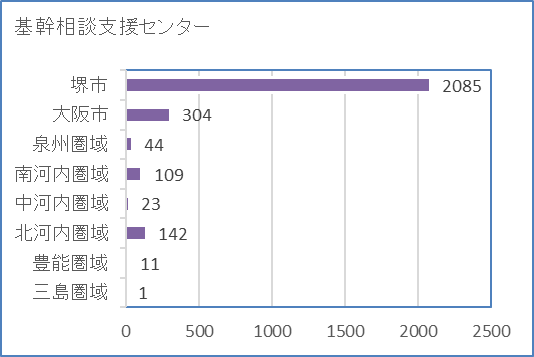 基幹相談支援センター
堺市 2085
大阪市 304
泉州圏域 44
南河内圏域 109
中河内圏域 23
北河内圏域 142
豊能圏域 11
三島圏域 1
0 500 1000 1500 2000 2500